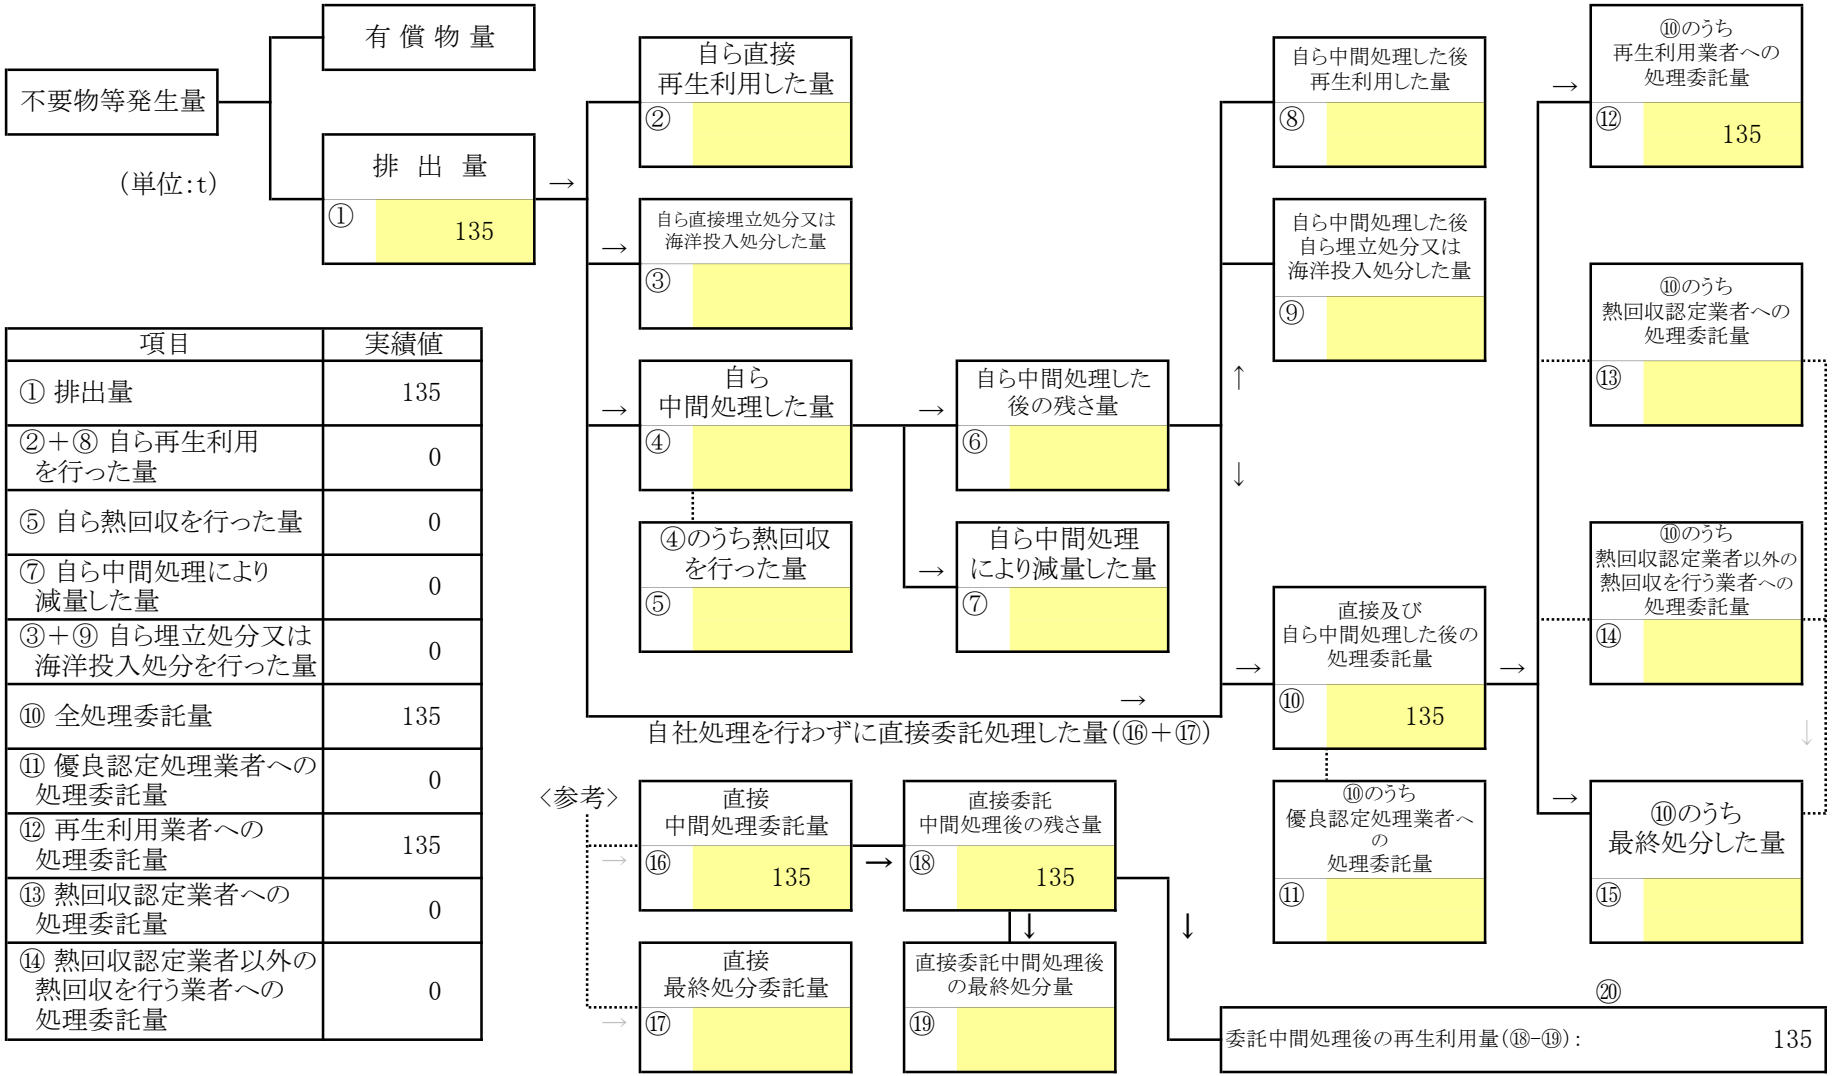 有 償 物 量
不要物等発生量
(単位:t)
排 出 量
①
135
→
自ら直接
再生利用した量
②
→
自ら直接埋立処分又は
海洋投入処分した量
③
→
自ら
中間処理した量
④
④のうち熱回収
を行った量
⑤
→
自ら中間処理した
後の残さ量
⑥
→
自ら中間処理
により減量した量
⑦
自ら中間処理した後
再生利用した量
⑧
自ら中間処理した後
自ら埋立処分又は
海洋投入処分した量
⑨
↑
↓
→
自社処理を行わずに直接委託処理した量(⑯+⑰)
→
直接及び
自ら中間処理した後の
処理委託量
⑩
135
⑩のうち
優良認定処理業者へ
の
処理委託量
⑪
→
→
⑩のうち
再生利用業者への
処理委託量
⑫
135
⑩のうち
熱回収認定業者への
処理委託量
⑬
⑩のうち
熱回収認定業者以外の
熱回収を行う業者への
処理委託量
⑭
↓
→
⑩のうち
最終処分した量
⑮
項目 実績値
① 排出量 135
②+⑧ 自ら再生利用
を行った量 0
⑤ 自ら熱回収を行った量 0
⑦ 自ら中間処理により
減量した量 0
③+⑨ 自ら埋立処分又は
海洋投入処分を行った量 0
⑩ 全処理委託量 135
⑪ 優良認定処理業者への
処理委託量 0
⑫ 再生利用業者への
処理委託量 135
⑬ 熱回収認定業者への
処理委託量 0
⑭ 熱回収認定業者以外の
熱回収を行う業者への
処理委託量 0
<参考>
→
直接
中間処理委託量
⑯
135
→
直接委託
中間処理後の残さ量
⑱
135
↓
↓
→
直接
最終処分委託量
⑰
直接委託中間処理後
の最終処分量
⑲
⑳
委託中間処理後の再生利用量(⑱-⑲): 135